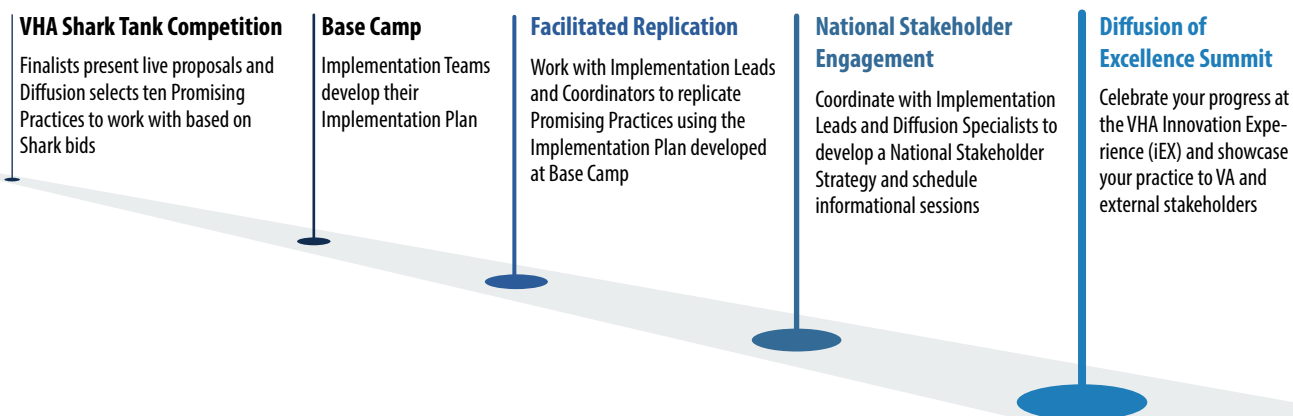 VHA Shark Tank Competition
Finalists present live proposals and
Diffusion selects ten Promising
Practices to work with based on
Shark bids
Base Camp
Implementation Teams
develop their
Implementation Plan
Facilitated Replication
Work with Implementation Leads
and Coordinators to replicate
Promising Practices using the
Implementation Plan developed
at Base Camp
National Stakeholder
Engagement
Coordinate with Implementation
Leads and Diffusion Specialists to
develop a National Stakeholder
Strategy and schedule
informational sessions
Diffusion of
Excellence Summit
Celebrate your progress at
the VHA Innovation Expe-
rience (iEX) and showcase
your practice to VA and
external stakeholders